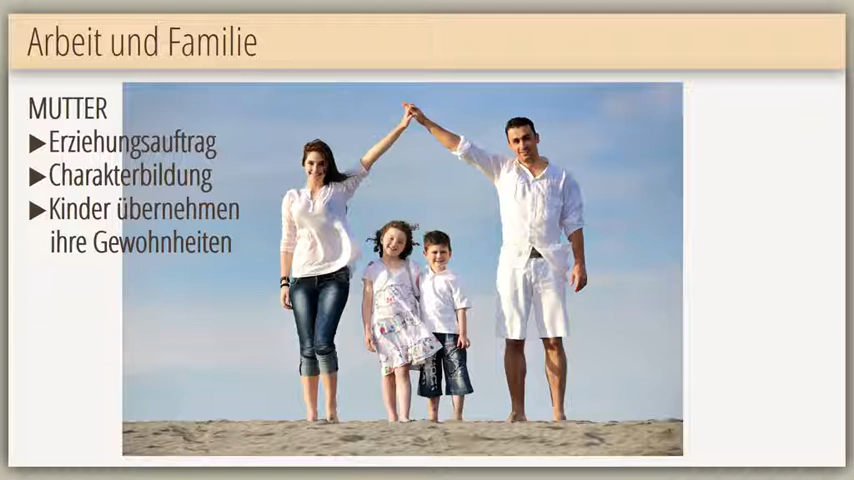 Arbeit und Familie
MUTTER
▶Erziehungsauftrag
▶Charakterbildung
▶Kinder übernehmen
ihre Gewohnheiten